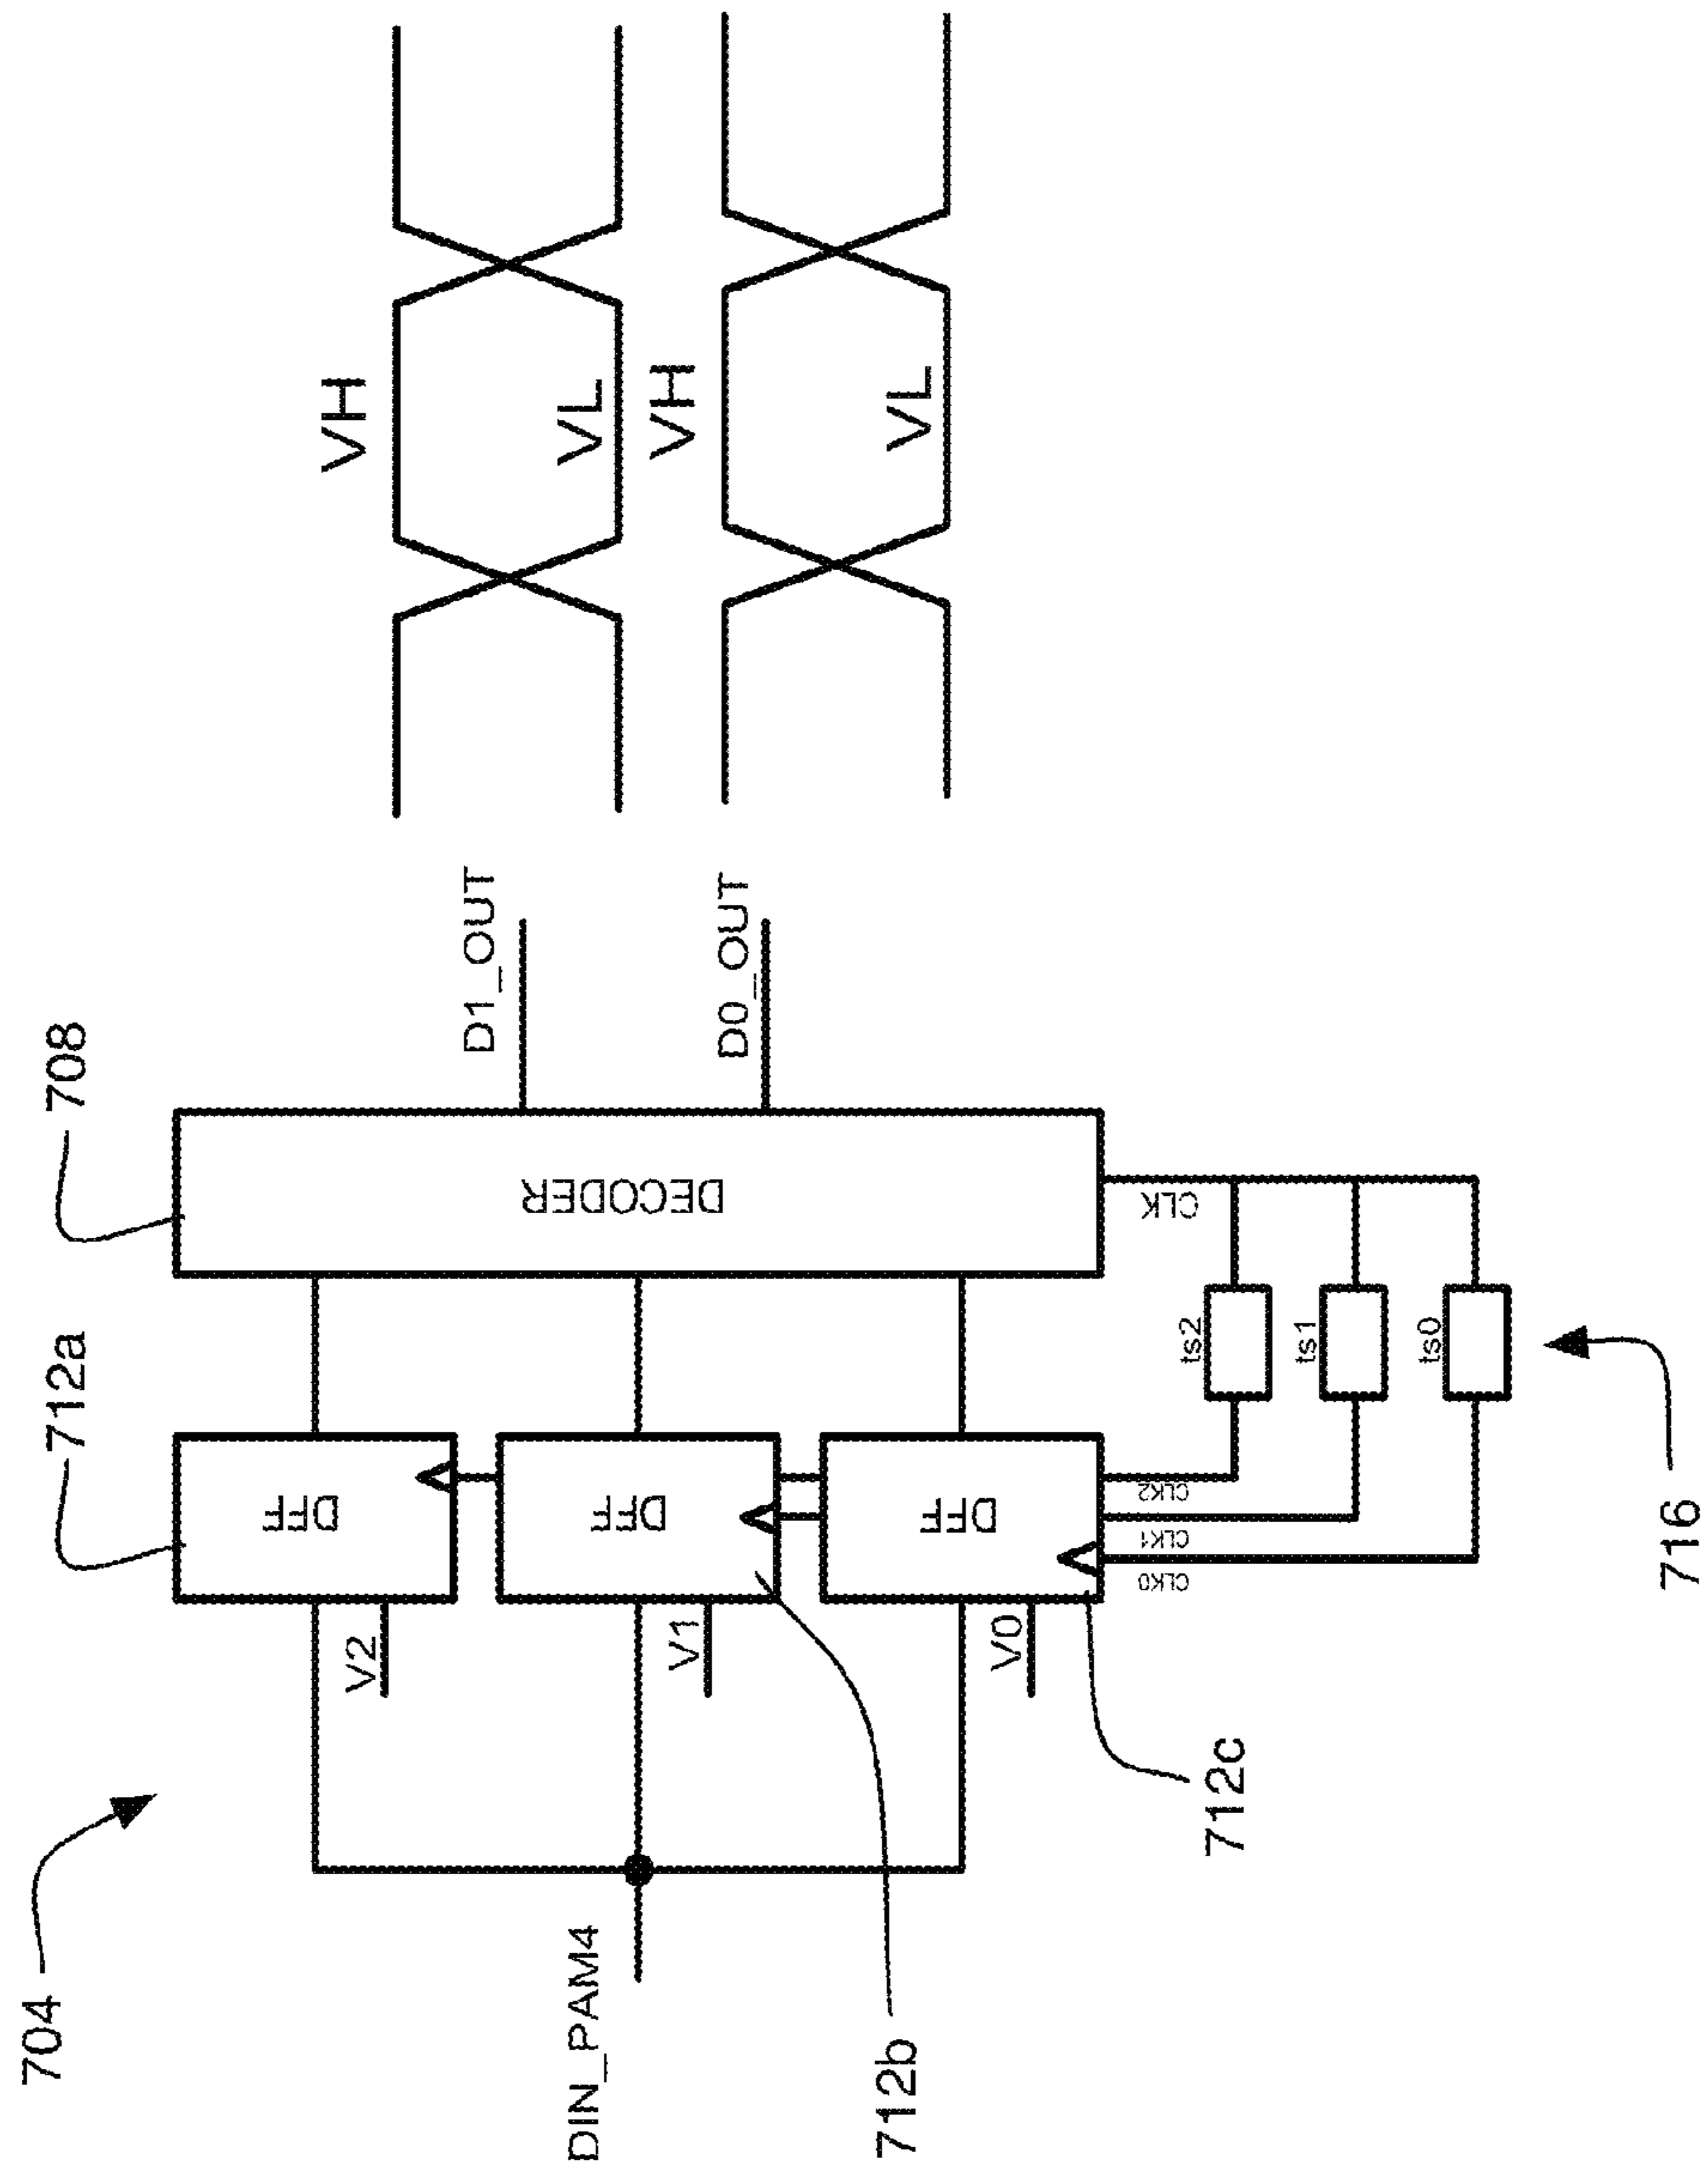 704
708
712a
DFF
V2
DFF
V1
DFF
V0
DECODER
D1_OUT
D0_OUT
VH
VL
VH
VL
DIN_PAM4
712b
712c
CLK
CLK2
CLK1
CLK0
ts2
ts1
ts0
716